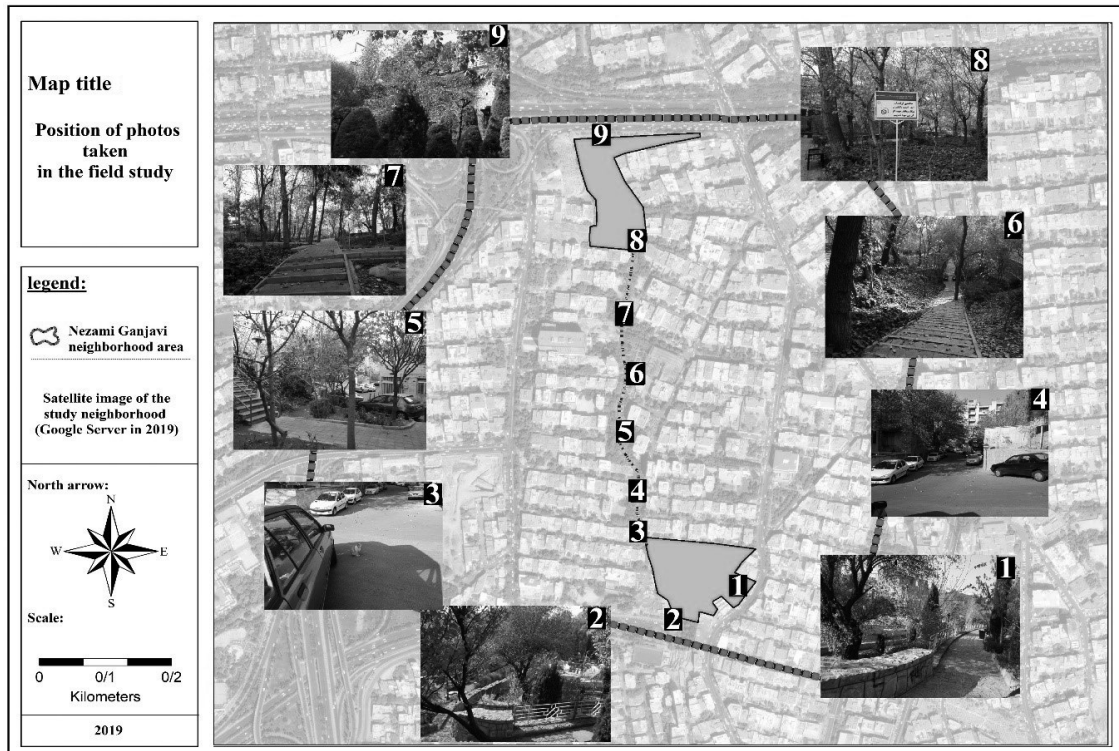 Map title
Position of photos
taken
in the field study
legend:
Nezami Ganjavi
neighborhood area
Satellite image of the
study neighborhood
(Google Server in 2019)
North arrow:
N
W
E
S
Scale:
0
0/1
0/2
Kilometers
2019
9
8
7
6
5
4
3
2
1
9
8
7
6
5
4
3
2
1